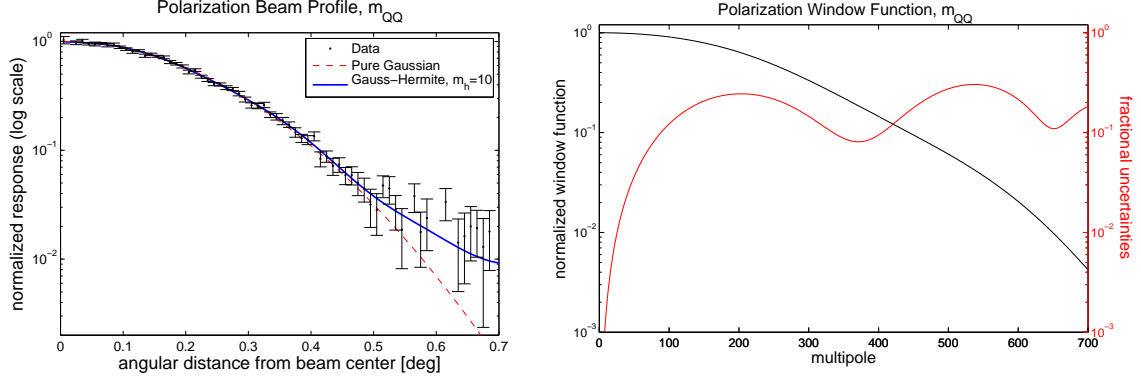 Polarization Beam Profile, m_QQ
normalized response (log scale)
10^0
10^-1
10^-2
Data
Pure Gaussian
Gauss-Hermite, m_h=10
0 0.1 0.2 0.3 0.4 0.5 0.6 0.7
angular distance from beam center [deg]
Polarization Window Function, m_QQ
normalized window function
10^0
10^-1
10^-2
10^-3
10^0
10^-1
10^-2
10^-3
fractional uncertainties
0 100 200 300 400 500 600 700
multipole